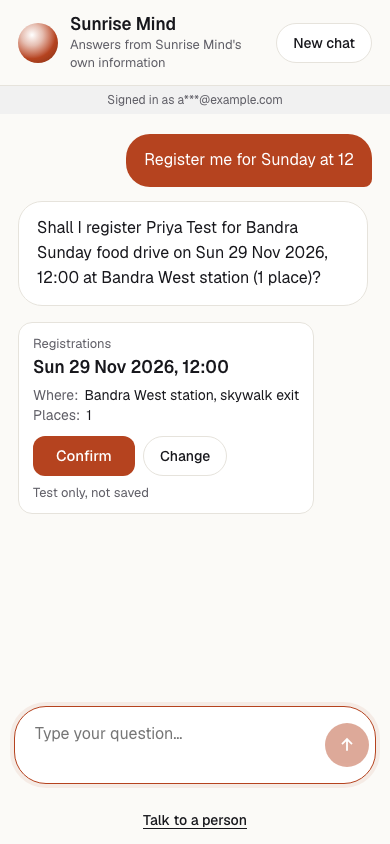 Sunrise Mind
Answers from Sunrise Mind's
own information
New chat
Signed in as a***@example.com
Register me for Sunday at 12
Shall I register Priya Test for Bandra
Sunday food drive on Sun 29 Nov 2026,
12:00 at Bandra West station (1 place)?
Registrations
Sun 29 Nov 2026, 12:00
Where: Bandra West station, skywalk exit
Places: 1
Confirm
Change
Test only, not saved
Type your question...
Talk to a person